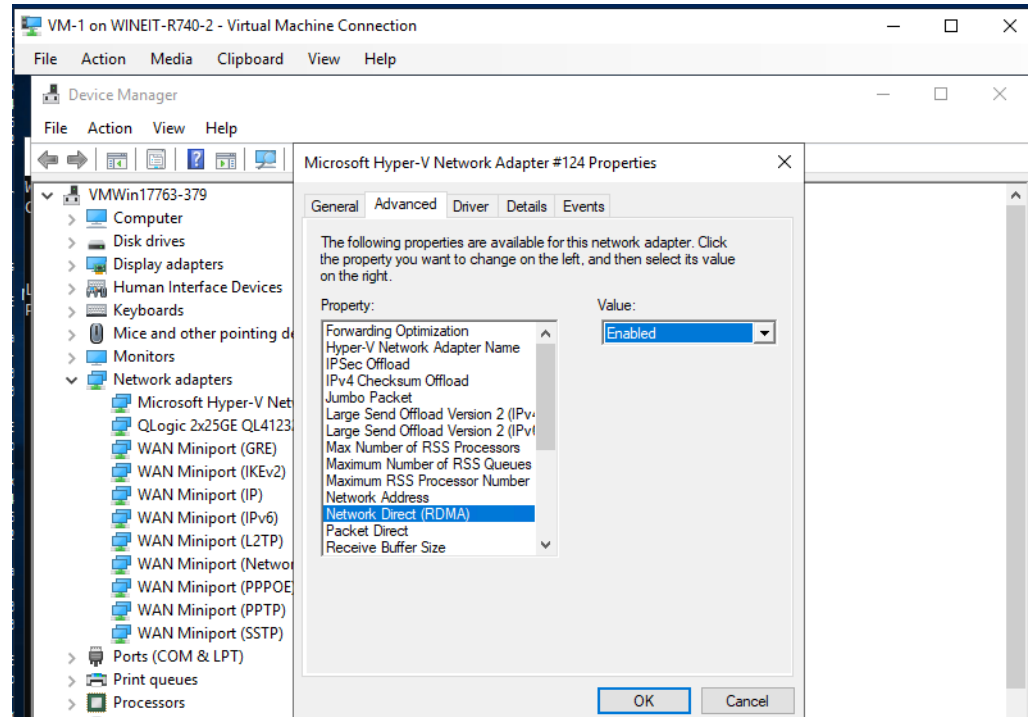 VM-1 on WINEIT-R740-2 - Virtual Machine Connection
File Action Media Clipboard View Help
Device Manager
File Action View Help
Microsoft Hyper-V Network Adapter #124 Properties
General Advanced Driver Details Events
The following properties are available for this network adapter. Click
the property you want to change on the left, and then select its value
on the right.
Property:
Value:
Forwarding Optimization
Hyper-V Network Adapter Name
IPSec Offload
IPv4 Checksum Offload
Jumbo Packet
Large Send Offload Version 2 (IPv4
Large Send Offload Version 2 (IPv6
Max Number of RSS Processors
Maximum Number of RSS Queues
Maximum RSS Processor Number
Network Address
Network Direct (RDMA)
Packet Direct
Receive Buffer Size
Enabled
OK
Cancel
VMWin17763-379
Computer
Disk drives
Display adapters
Human Interface Devices
Keyboards
Mice and other pointing de
Monitors
Network adapters
Microsoft Hyper-V Net
QLogic 2x25GE QL4123
WAN Miniport (GRE)
WAN Miniport (IKEv2)
WAN Miniport (IP)
WAN Miniport (IPv6)
WAN Miniport (L2TP)
WAN Miniport (Networ
WAN Miniport (PPPOE
WAN Miniport (PPTP)
WAN Miniport (SSTP)
Ports (COM & LPT)
Print queues
Processors